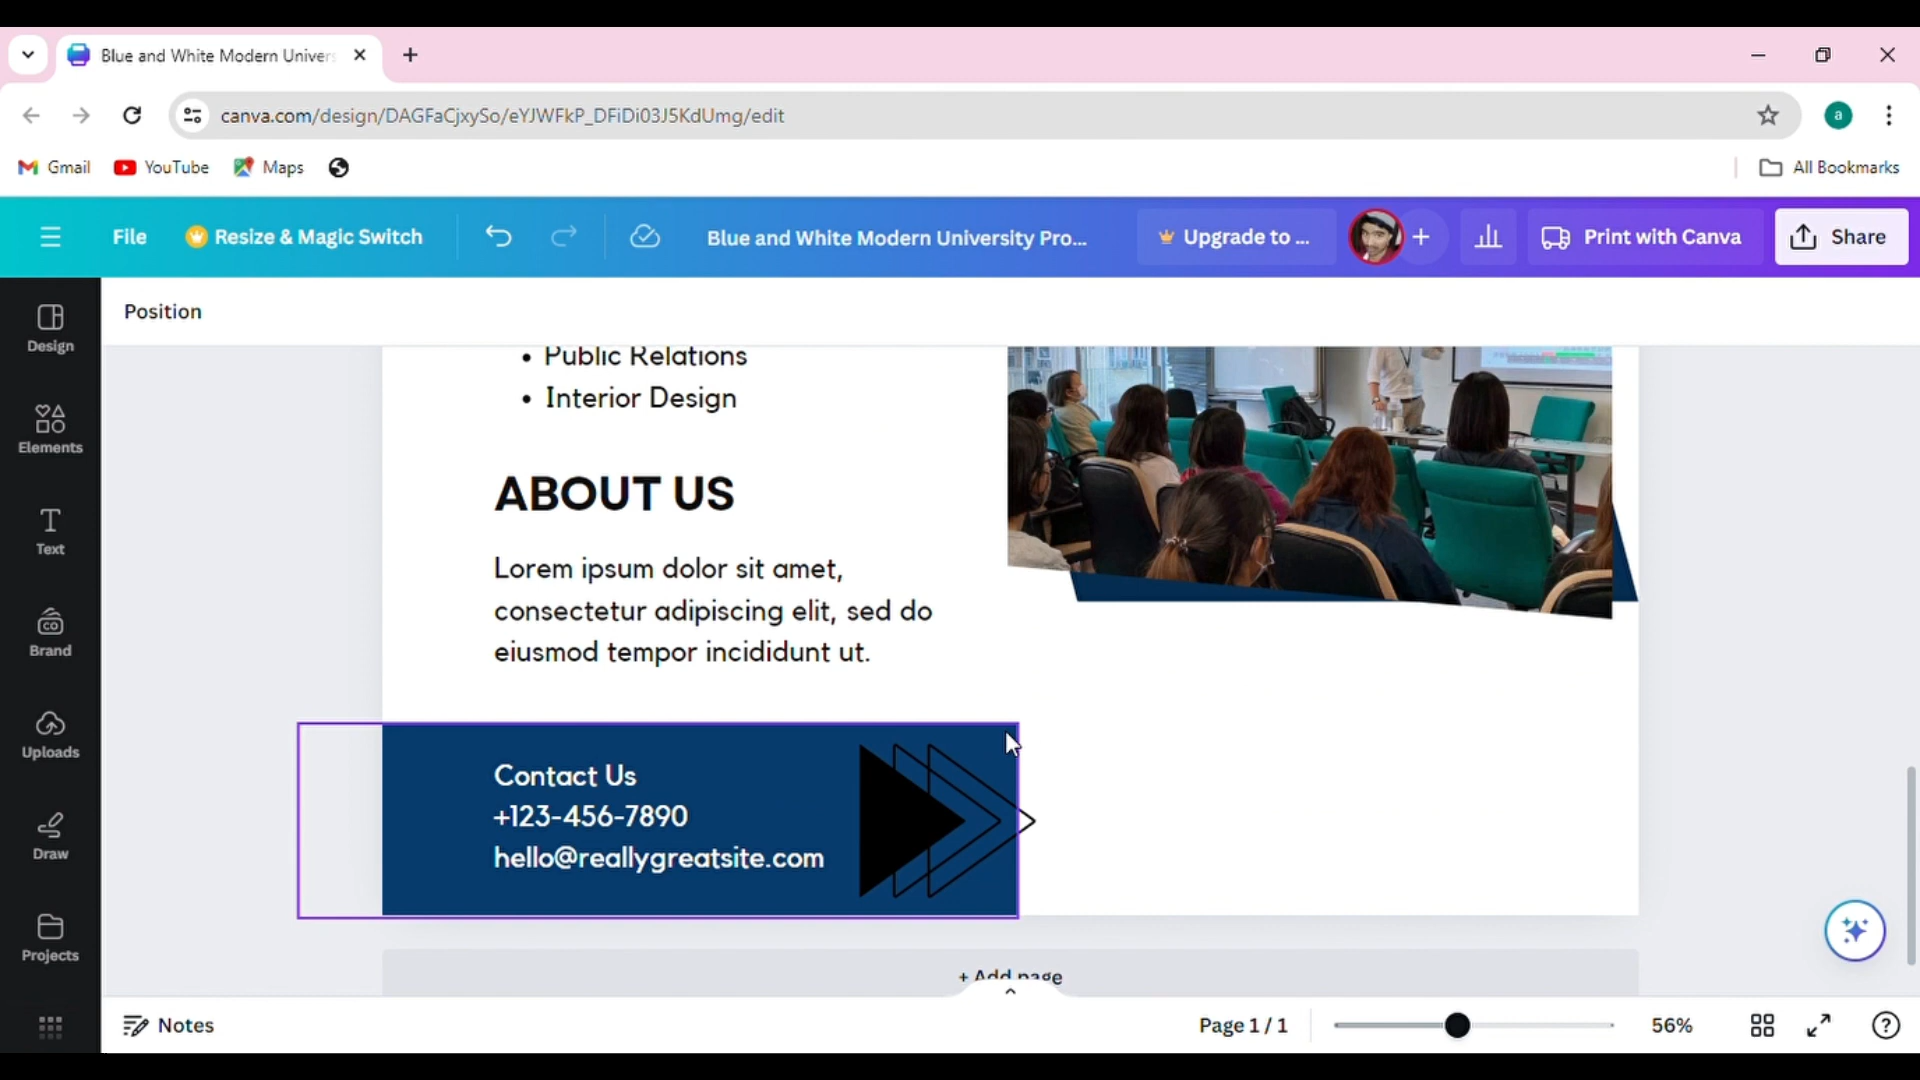 Blue and White Modern Univers
canva.com/design/DAGFaCjxySo/eYJWFkP_DFiDi03J5KdUmg/edit
a
Gmail
YouTube
Maps
All Bookmarks
File
Resize & Magic Switch
Blue and White Modern University Pro...
Upgrade to ...
Print with Canva
Share
Design
Elements
Text
Brand
Uploads
Draw
Projects
Position
• Public Relations
• Interior Design
ABOUT US
Lorem ipsum dolor sit amet,
consectetur adipiscing elit, sed do
eiusmod tempor incididunt ut.
Contact Us
+123-456-7890
hello@reallygreatsite.com
+ Add page
Notes
Page 1 / 1
56%